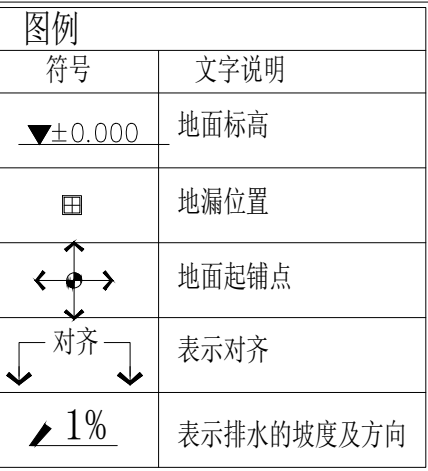 图例
符号 文字说明
±0.000 地面标高
地漏位置
地面起铺点
对齐 表示对齐
1% 表示排水的坡度及方向